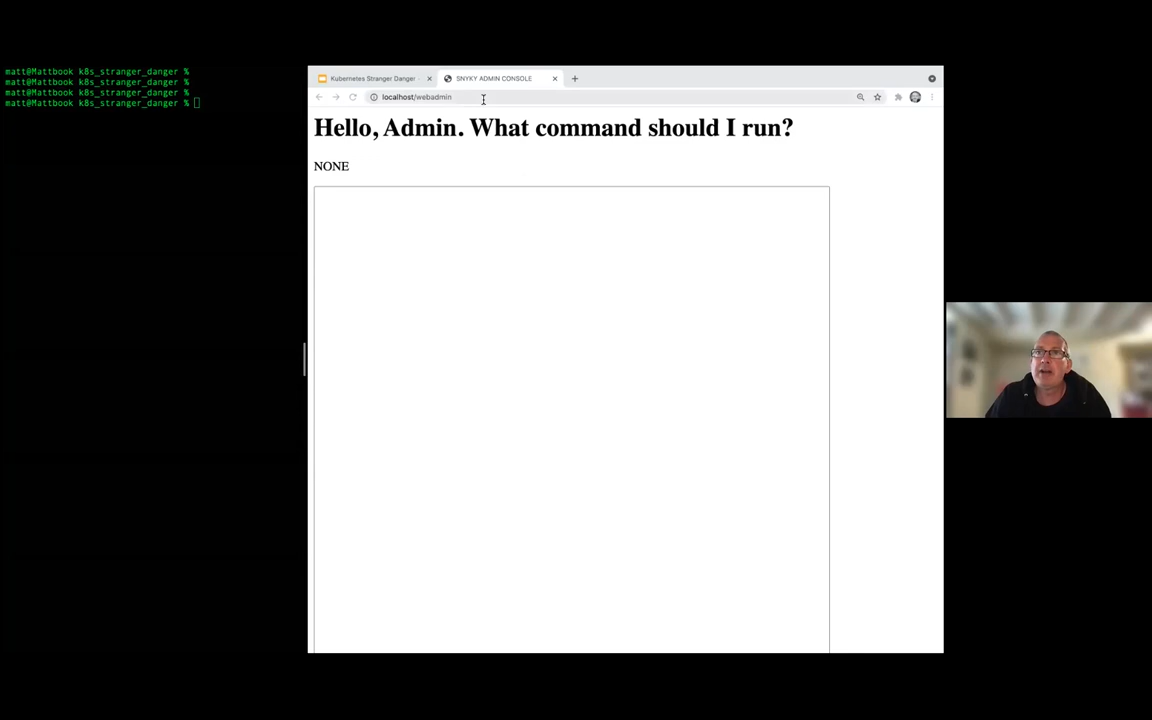 matt@Mattbook k8s_stranger_danger %
matt@Mattbook k8s_stranger_danger %
matt@Mattbook k8s_stranger_danger %
matt@Mattbook k8s_stranger_danger %
Kubernetes Stranger Danger
SNYKY ADMIN CONSOLE
localhost/webadmin
Hello, Admin. What command should I run?
NONE